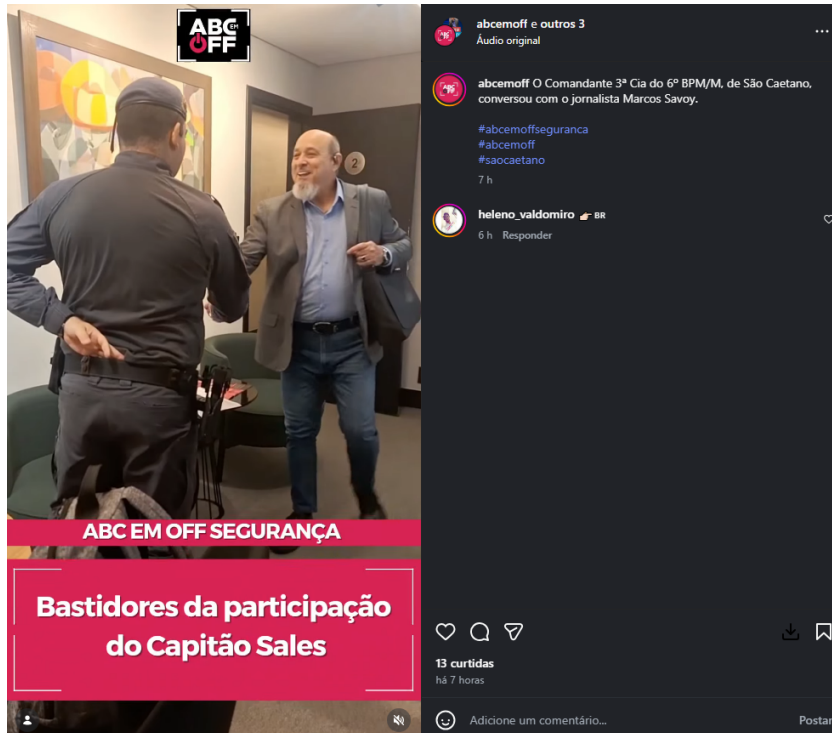 ABC EM
OFF
2
ABC EM OFF SEGURANÇA
Bastidores da participação
do Capitão Sales
abcemoff e outros 3
Áudio original
abcemoff O Comandante 3ª Cia do 6º BPM/M, de São Caetano,
conversou com o jornalista Marcos Savoy.
#abcemoffseguranca
#abcemoff
#saocaetano
7 h
heleno_valdomiro 👉🏻 BR
6 h Responder
13 curtidas
há 7 horas
Adicione um comentário...
Postar